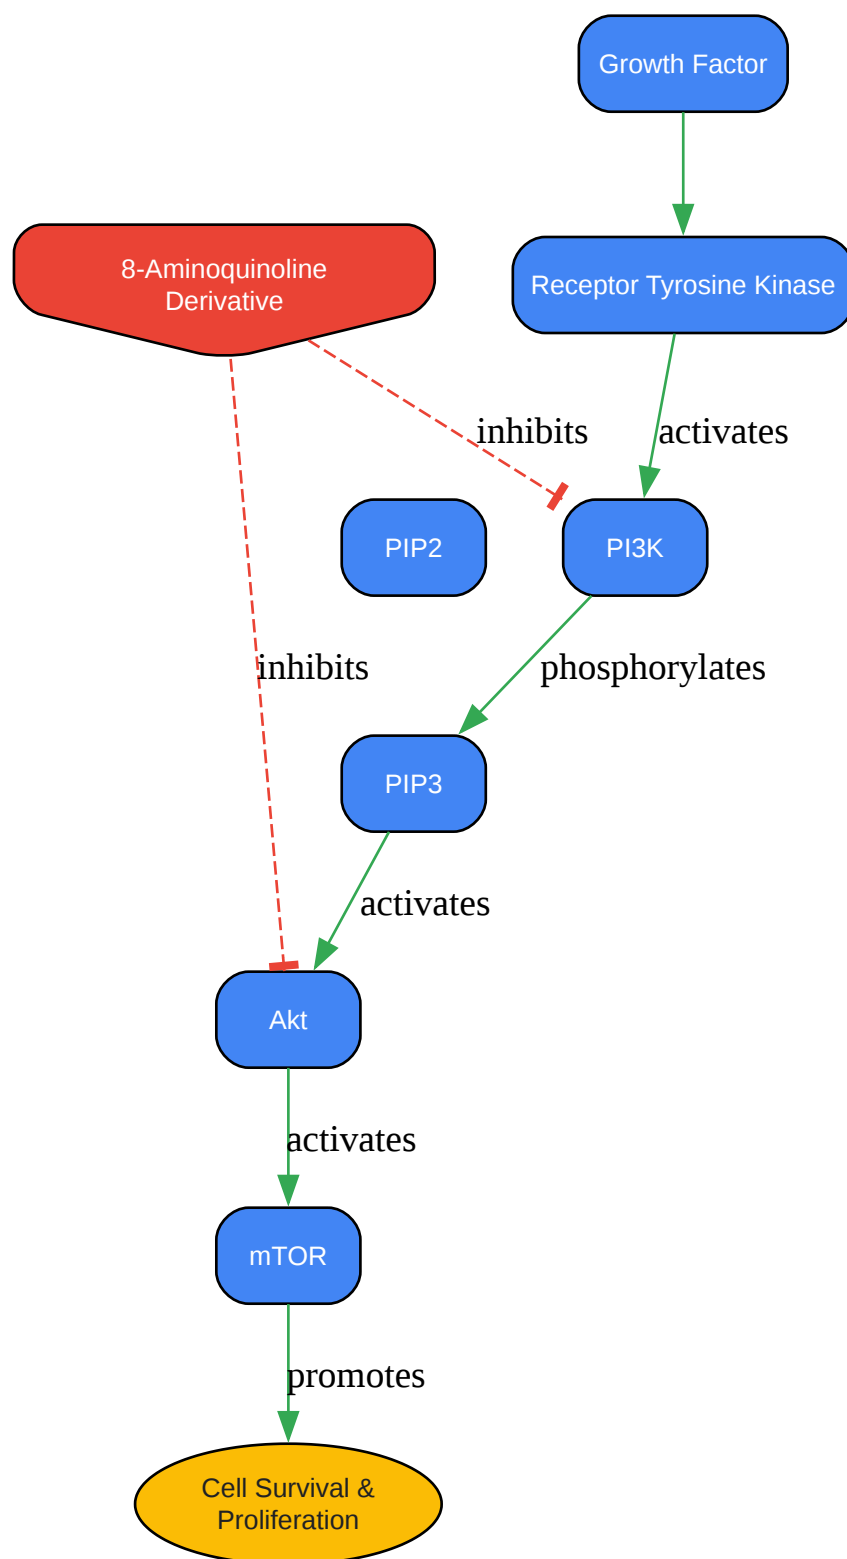 Growth Factor
8-Aminoquinoline
Derivative
Receptor Tyrosine Kinase
inhibits
activates
PIP2
PI3K
inhibits
phosphorylates
PIP3
activates
Akt
activates
mTOR
promotes
Cell Survival &
Proliferation